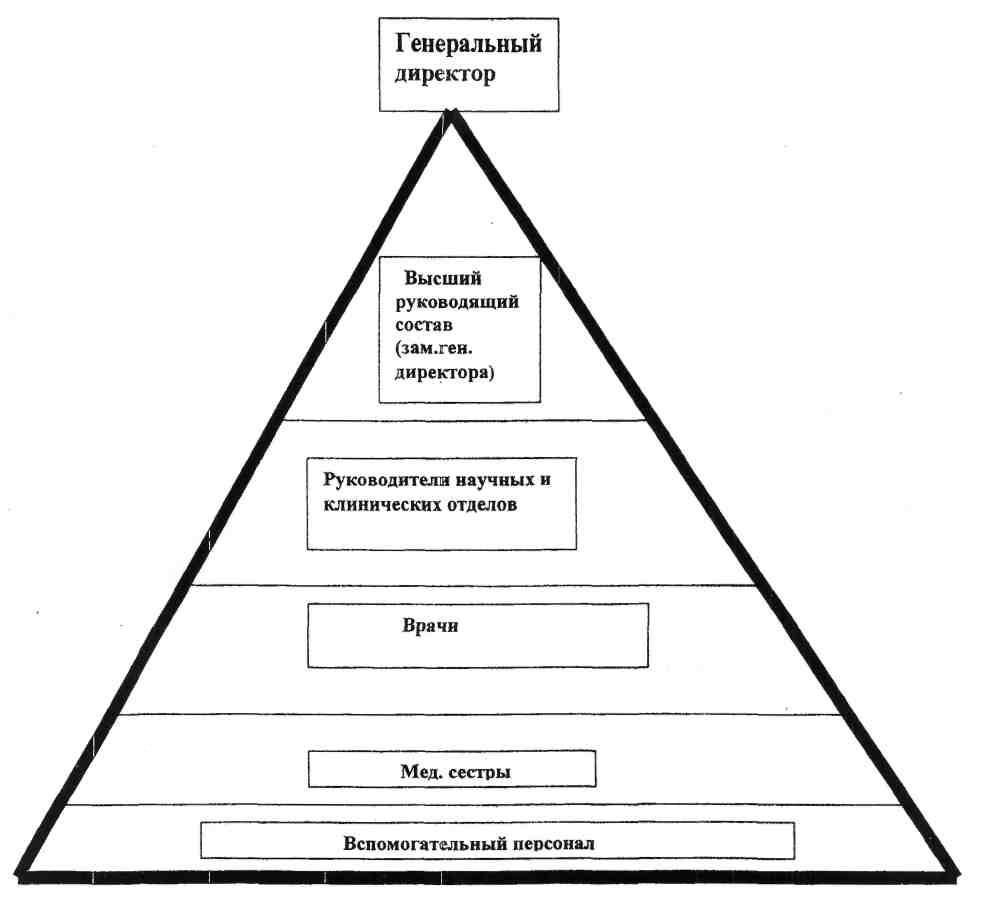 Генеральный
директор
Высший
руководящий
состав
(зам.ген.
директора)
Руководители научных и
клинических отделов
Врачи
Мед. сестры
Вспомогательный персонал